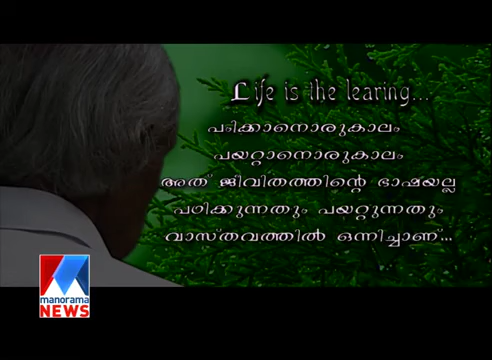 Life is the learing...
പഠിക്കാനൊരുകാലം
പയറ്റാനൊരുകാലം
അത് ജീവിതത്തിന്റെ ഭാഷയല്ല
പഠിക്കുന്നതും പയറ്റുന്നതും
വാസ്തവത്തിൽ ഒന്നിച്ചാണ്...
manorama
NEWS